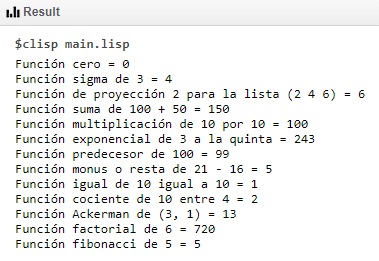 Result
$clisp main.lisp
Función cero = 0
Función sigma de 3 = 4
Función de proyección 2 para la lista (2 4 6) = 6
Función suma de 100 + 50 = 150
Función multiplicación de 10 por 10 = 100
Función exponencial de 3 a la quinta = 243
Función predecesor de 100 = 99
Función monus o resta de 21 - 16 = 5
Función igual de 10 igual a 10 = 1
Función cociente de 10 entre 4 = 2
Función Ackerman de (3, 1) = 13
Función factorial de 6 = 720
Función fibonacci de 5 = 5